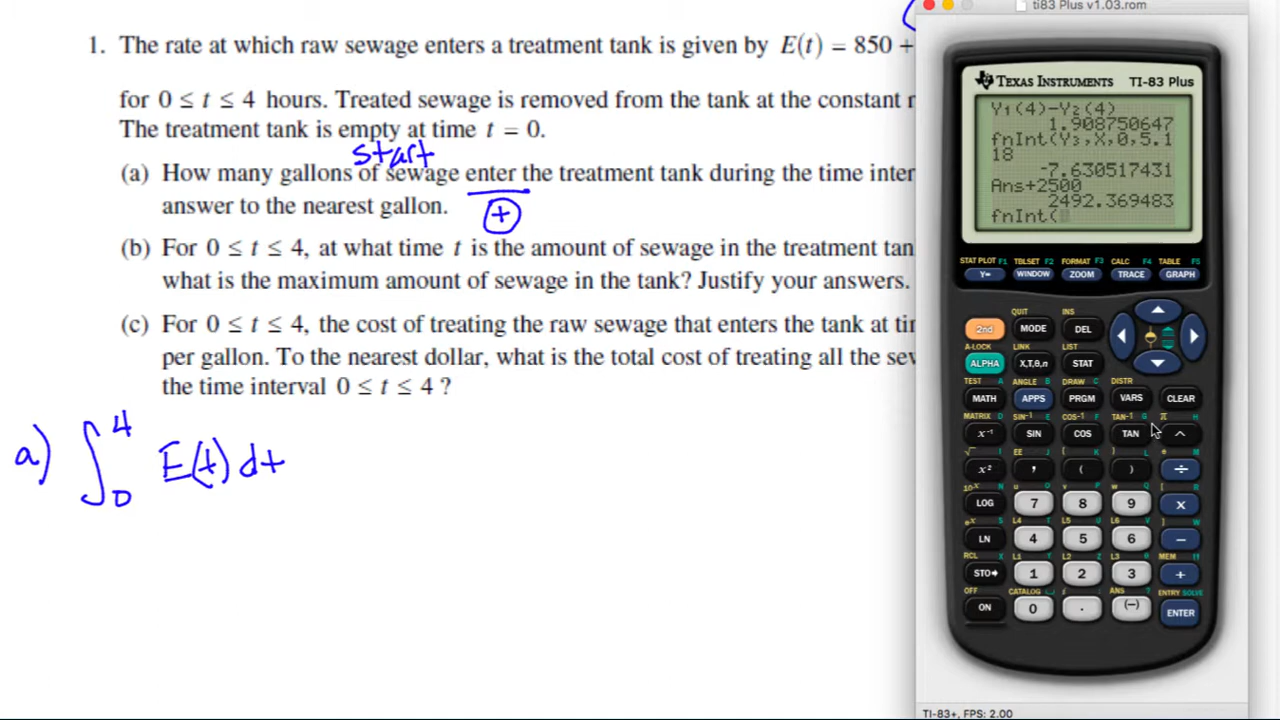 1. The rate at which raw sewage enters a treatment tank is given by E(t) = 850 +
for 0 ≤ t ≤ 4 hours. Treated sewage is removed from the tank at the constant
The treatment tank is empty at time t = 0.
start
(a) How many gallons of sewage enter the treatment tank during the time
answer to the nearest gallon.
+
(b) For 0 ≤ t ≤ 4, at what time t is the amount of sewage in the treatment
what is the maximum amount of sewage in the tank? Justify your answers.
(c) For 0 ≤ t ≤ 4, the cost of treating the raw sewage that enters the tank at
per gallon. To the nearest dollar, what is the total cost of treating all the
the time interval 0 ≤ t ≤ 4 ?
a) ∫₀⁴ E(t) dt
ti83 Plus v1.03.rom
TEXAS INSTRUMENTS TI-83 Plus
Y₁(4)-Y₂(4)
1.908750647
fnInt(Y₃,X,0,5.1
18
-7.630517431
Ans+2500
2492.369483
fnInt(
STAT PLOT F1 TBLSET F2 FORMAT F3 CALC F4 TABLE F5
Y= WINDOW ZOOM TRACE GRAPH
QUIT INS
2nd MODE DEL
A-LOCK LINK LIST
ALPHA X,T,θ,n STAT
TEST A ANGLE B DRAW C DISTR
MATH APPS PRGM VARS CLEAR
MATRIX D SIN⁻¹ E COS⁻¹ F TAN⁻¹ G π H
x⁻¹ SIN COS TAN ^
√ I EE J { K } L e M
x² , ( ) ÷
10ˣ N u O v P w Q [ R
LOG 7 8 9 ×
eˣ S L4 T L5 U L6 V ] W
LN 4 5 6 −
RCL X L1 Y L2 Z L3 θ MEM "
STO▸ 1 2 3 +
OFF CATALOG i : ANS ? ENTRY SOLVE
ON 0 . (−) ENTER
TI-83+, FPS: 2.00